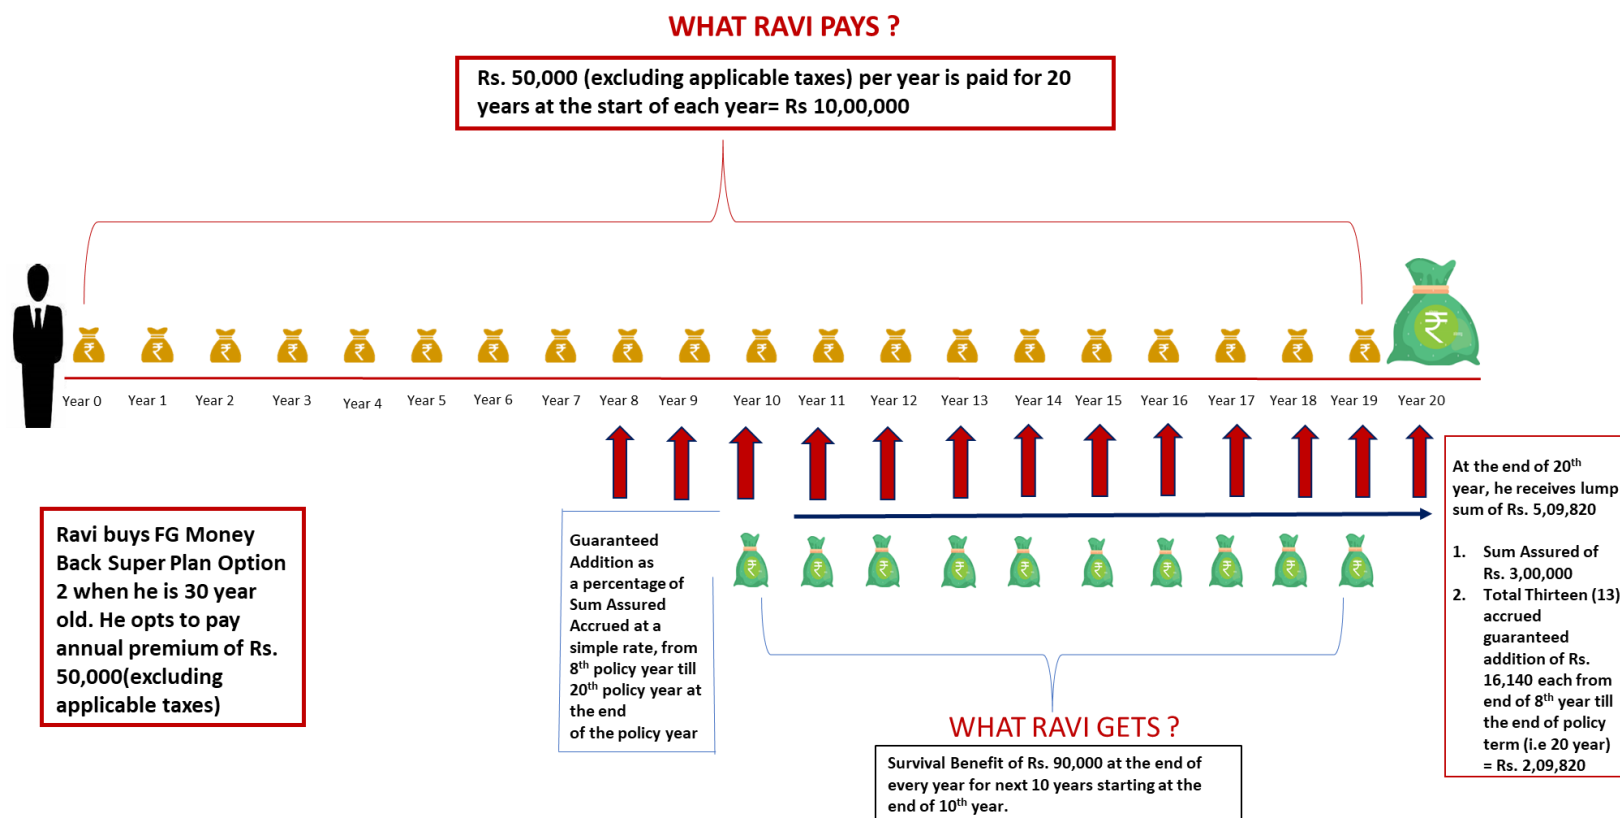 WHAT RAVI PAYS ?
Rs. 50,000 (excluding applicable taxes) per year is paid for 20
years at the start of each year= Rs 10,00,000
Year 0
Year 1
Year 2
Year 3
Year 4
Year 5
Year 6
Year 7
Year 8
Year 9
Year 10
Year 11
Year 12
Year 13
Year 14
Year 15
Year 16
Year 17
Year 18
Year 19
Year 20
Ravi buys FG Money
Back Super Plan Option
2 when he is 30 year
old. He opts to pay
annual premium of Rs.
50,000(excluding
applicable taxes)
Guaranteed
Addition as
a percentage of
Sum Assured
Accrued at a
simple rate, from
8th policy year till
20th policy year at
the end
of the policy year
WHAT RAVI GETS ?
Survival Benefit of Rs. 90,000 at the end of
every year for next 10 years starting at the
end of 10th year.
At the end of 20th
year, he receives lump
sum of Rs. 5,09,820
1. Sum Assured of
Rs. 3,00,000
2. Total Thirteen (13)
accrued
guaranteed
addition of Rs.
16,140 each from
end of 8th year till
the end of policy
term (i.e 20 year)
= Rs. 2,09,820